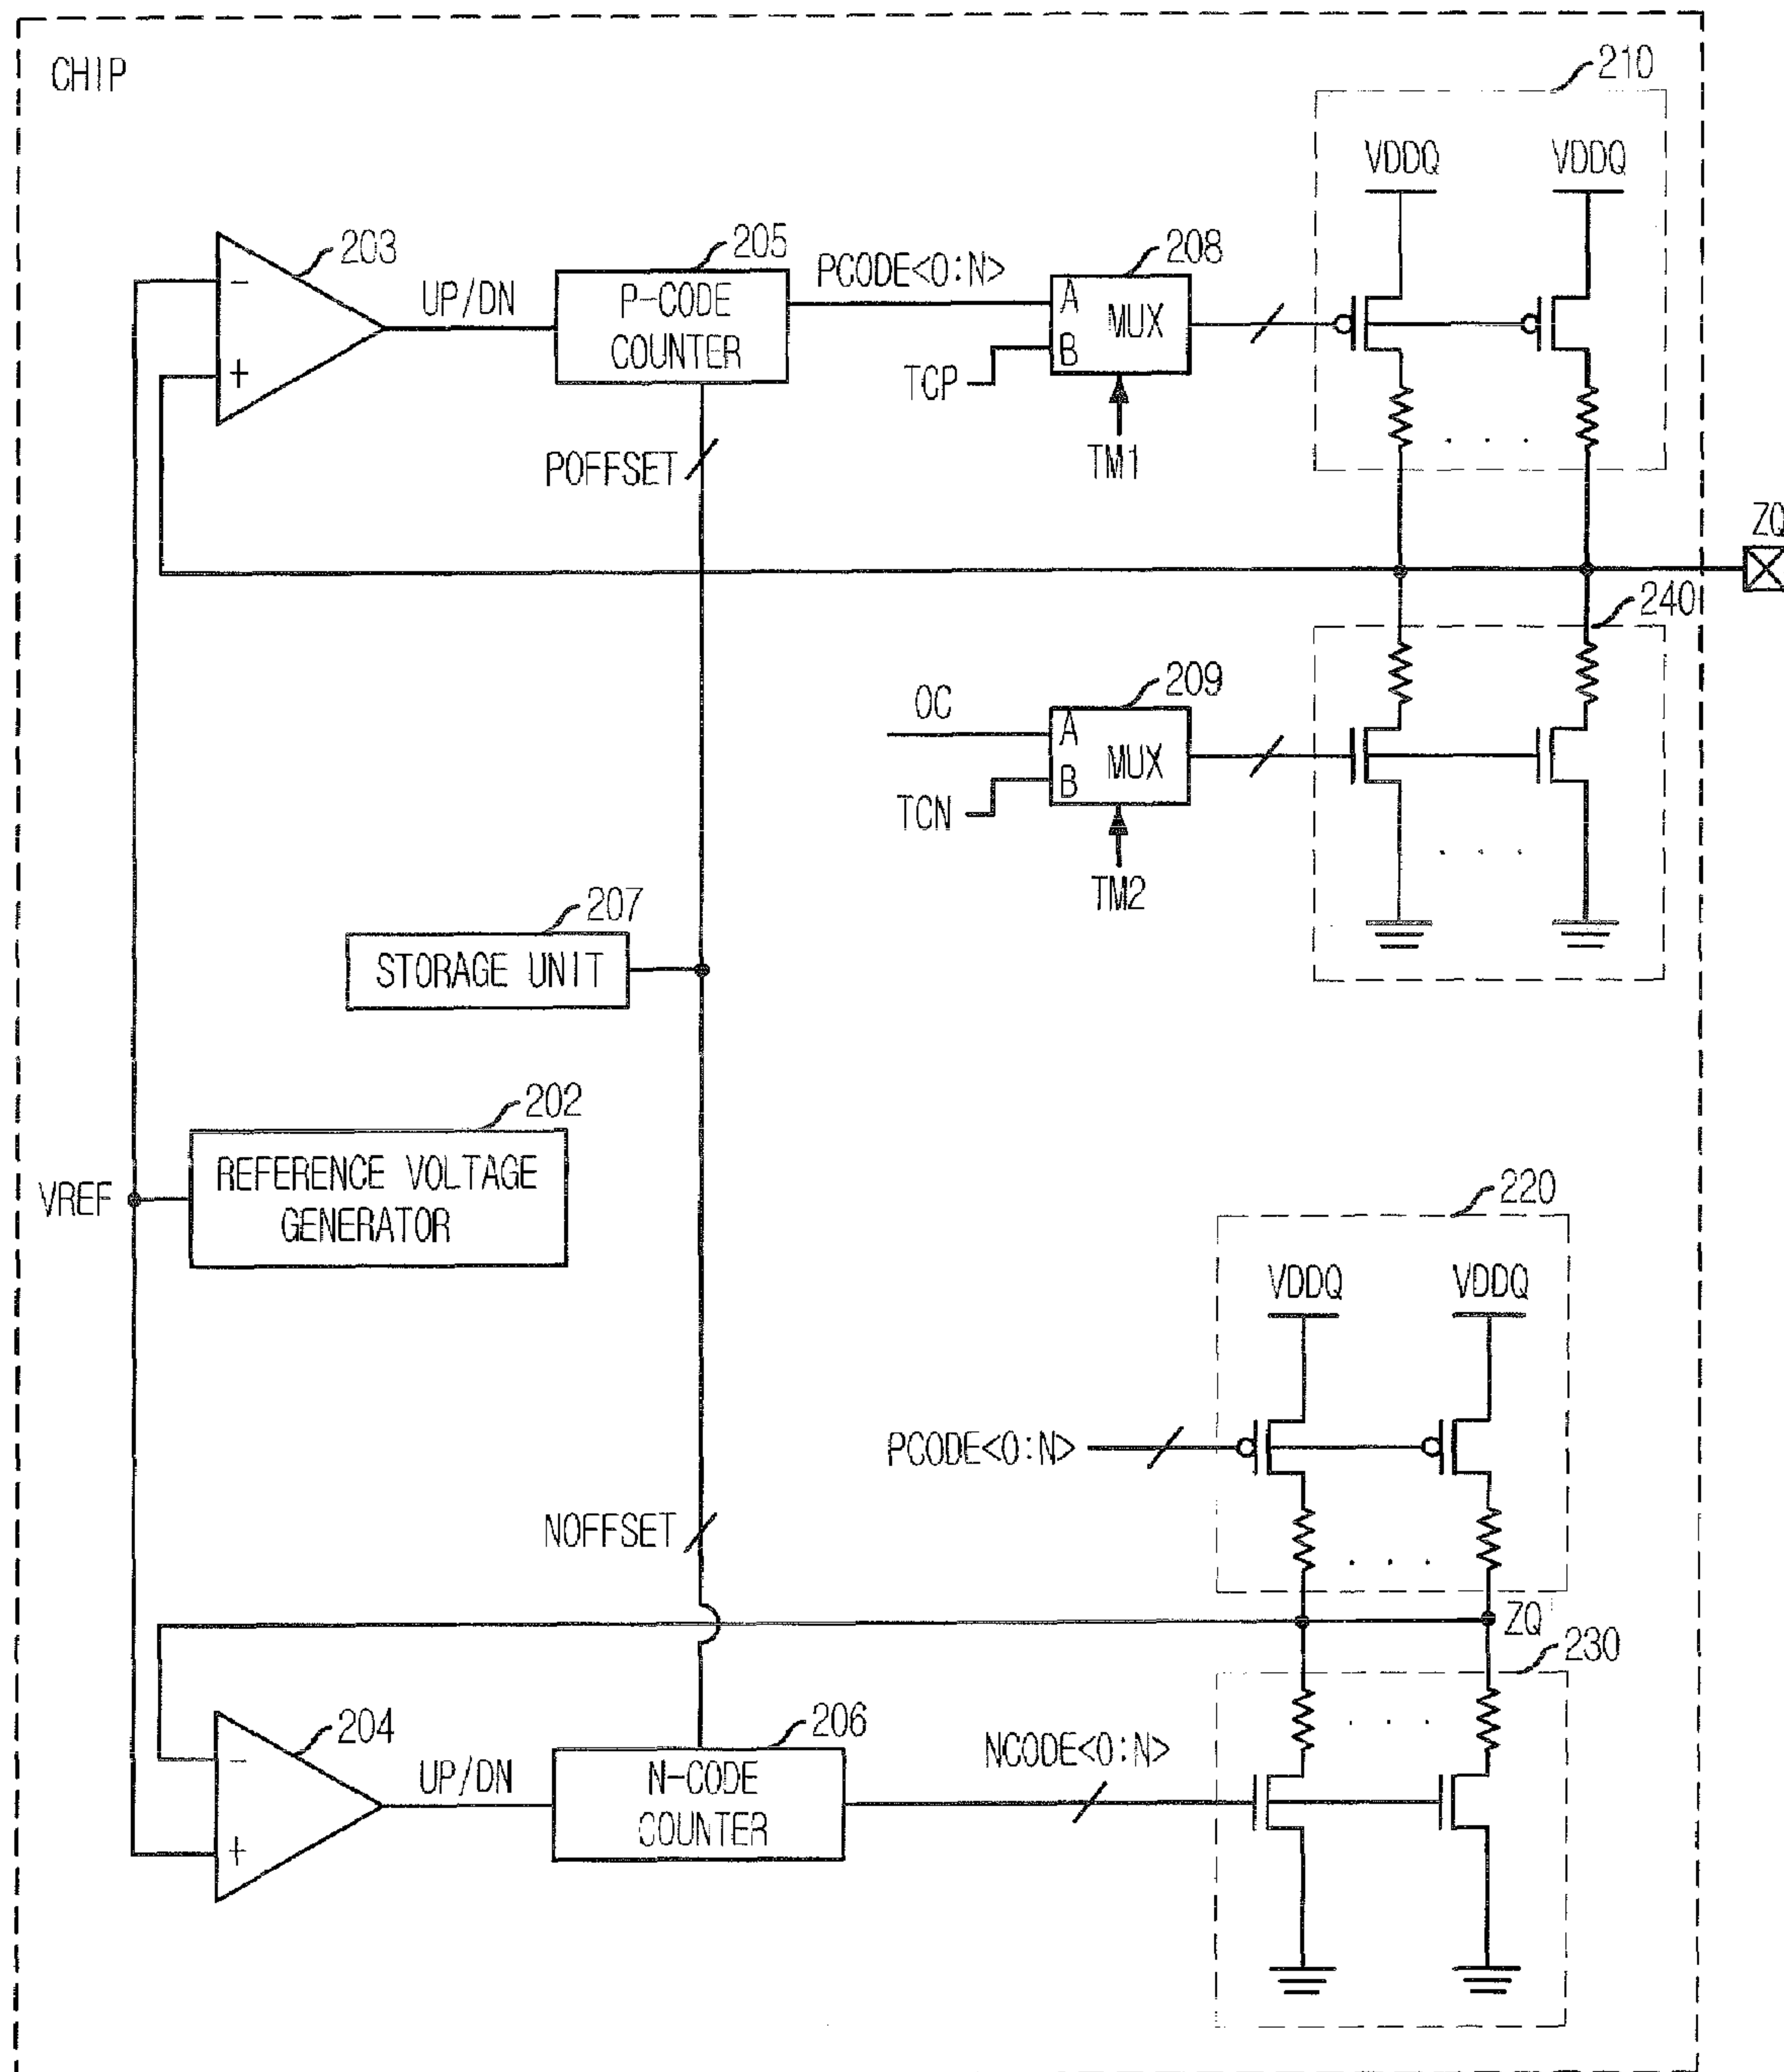 CHIP
210
VDDQ VDDQ
203
UP/DN
205
P-CODE
COUNTER
PCODE<0:N>
208
A
B
MUX
TCP
TM1
-
+
POFFSET
ZQ
240
OC
209
A
B
MUX
TCN
TM2
207
STORAGE UNIT
202
VREF
REFERENCE VOLTAGE
GENERATOR
220
VDDQ VDDQ
PCODE<0:N>
NOFFSET
ZQ
230
204
-
+
UP/DN
206
N-CODE
COUNTER
NCODE<0:N>